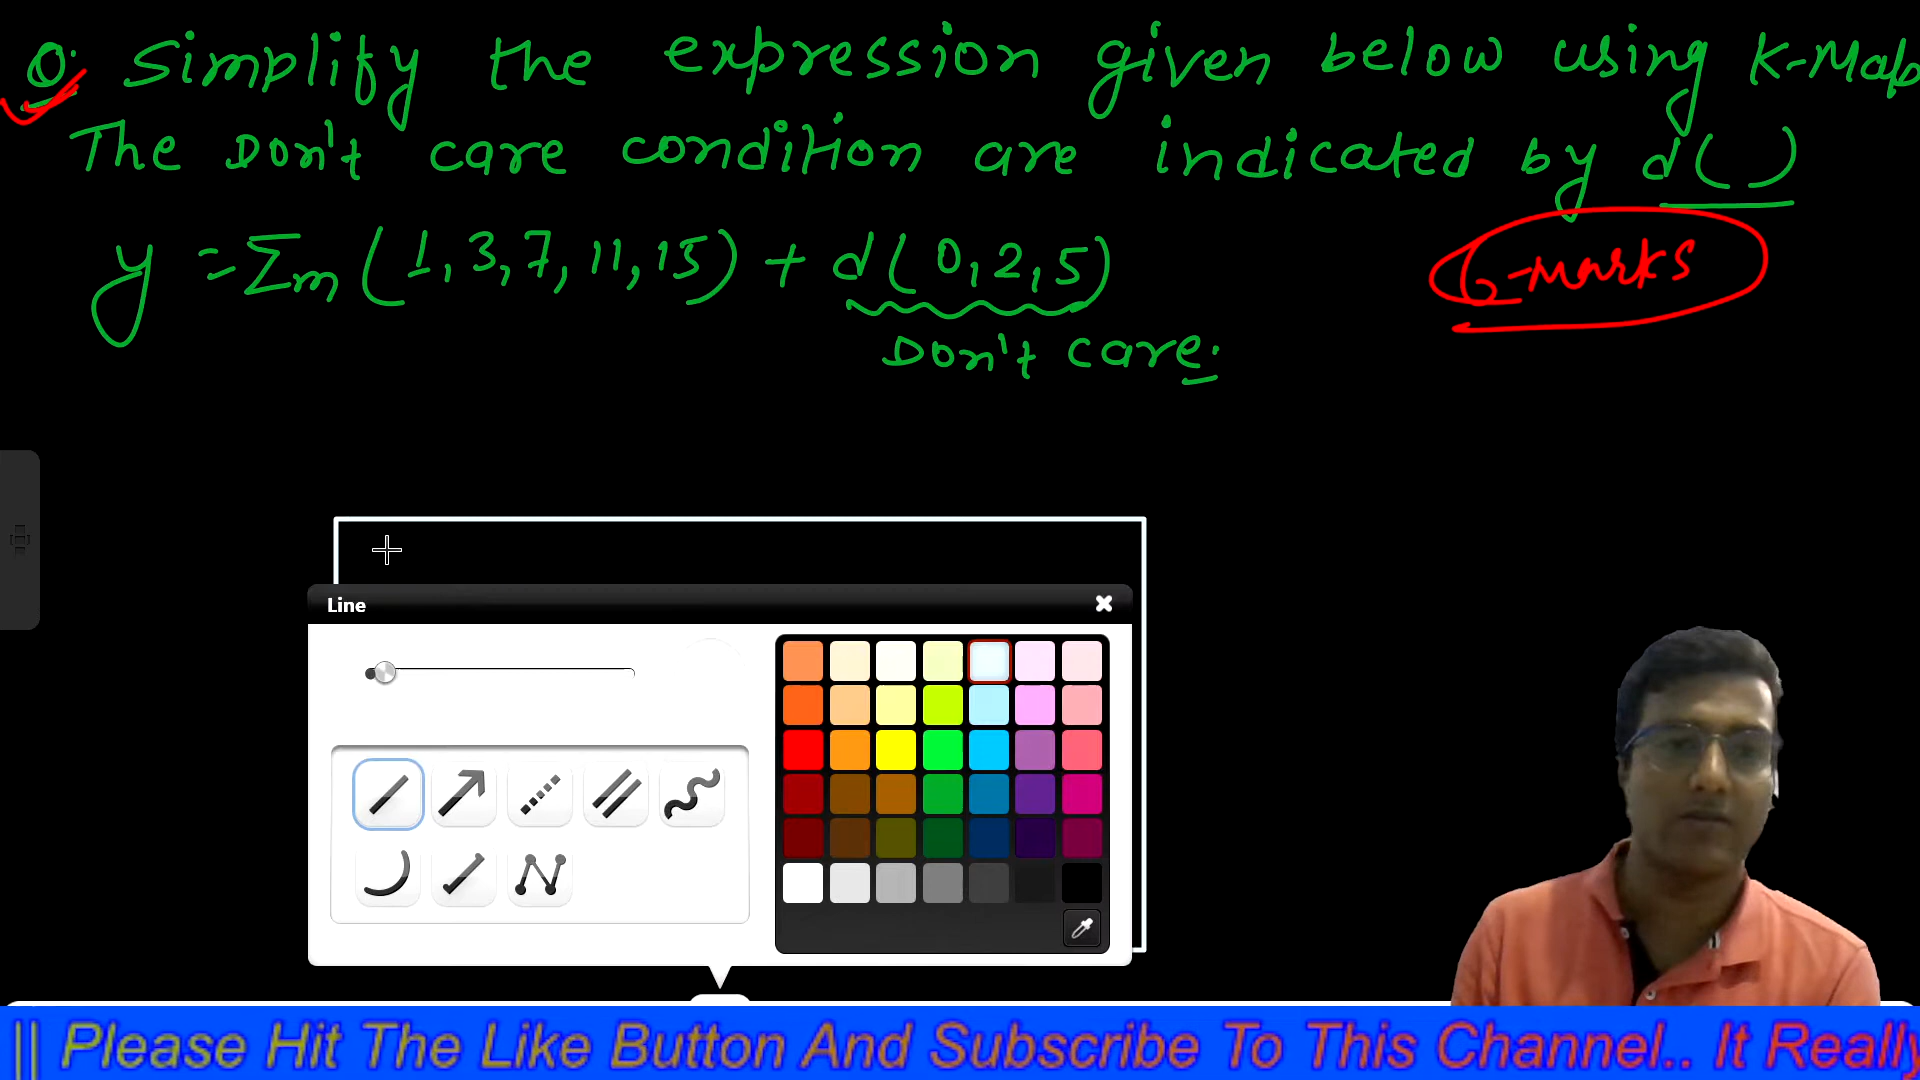 Q. Simplify the expression given below using K-Map
The Don't care condition are indicated by d( )
y = Σm (1, 3, 7, 11, 15) + d( 0, 2, 5)
6-marks
Don't care.
Line
|| Please Hit The Like Button And Subscribe To This Channel.. It Really